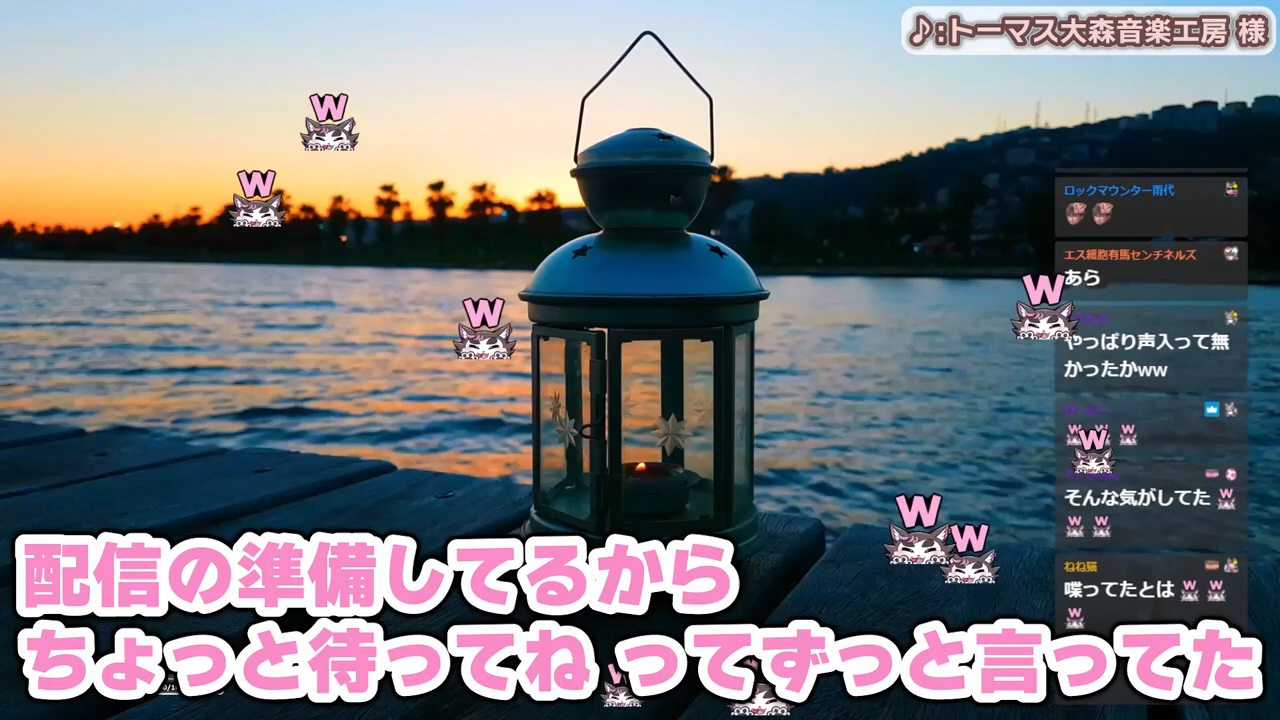 ♪:トーマス大森音楽工房 様
ロックマウンター雨代
エス細胞有馬センチネルズ
あら
やっぱり声入って無
かったかww
そんな気がしてた
ねね猫
喋ってたとは
配信の準備してるから
ちょっと待ってね ってずっと言ってた
W
W
W
W
W
W
W